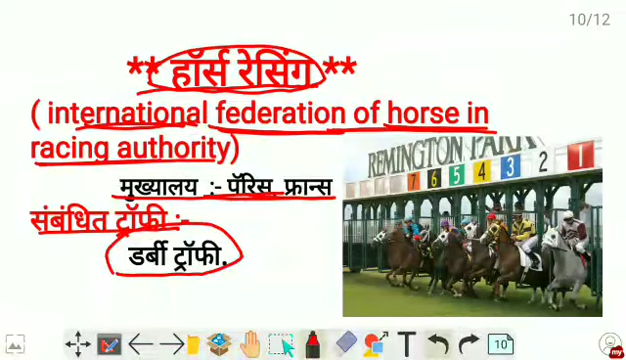 10/12
** हॉर्स रेसिंग **
( international federation of horse in
racing authority)
मुख्यालय :- पॅरिस फ्रान्स
संबंधित ट्रॉफी :-
डर्बी ट्रॉफी.
REMINGTON PARK
7 6 5 4 3 2 1
T
10
my